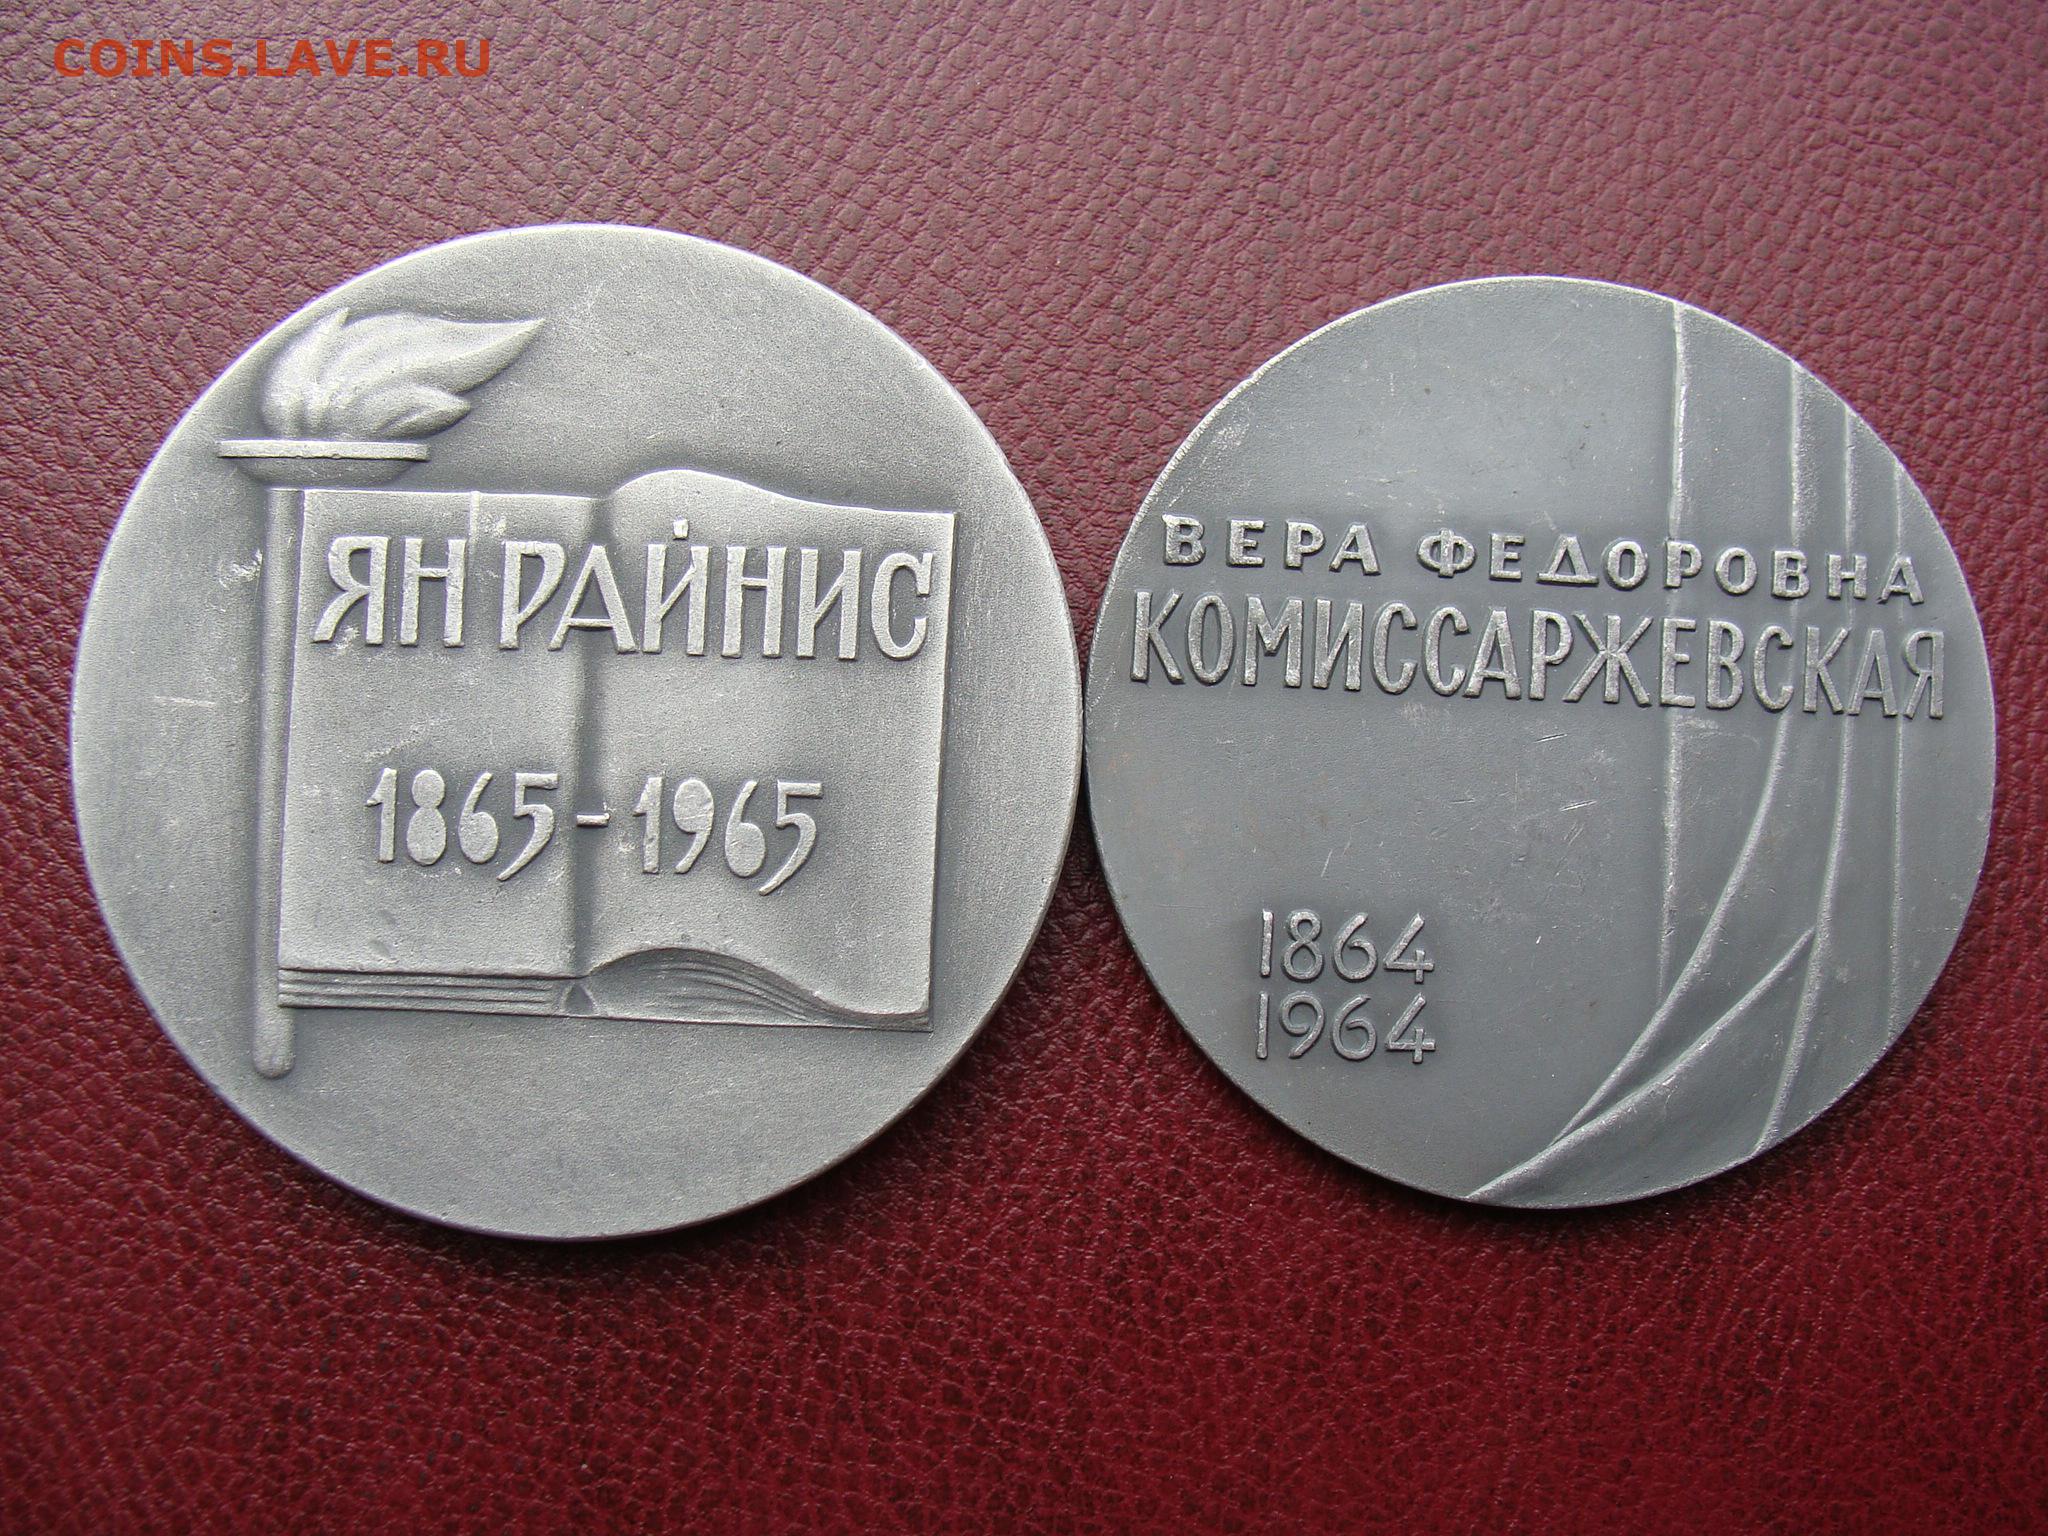 COINS.LAVE.RU
ЯН РАЙНИС
1865-1965
ВЕРА ФЕДОРОВНА
КОМИССАРЖЕВСКАЯ
1864
1964